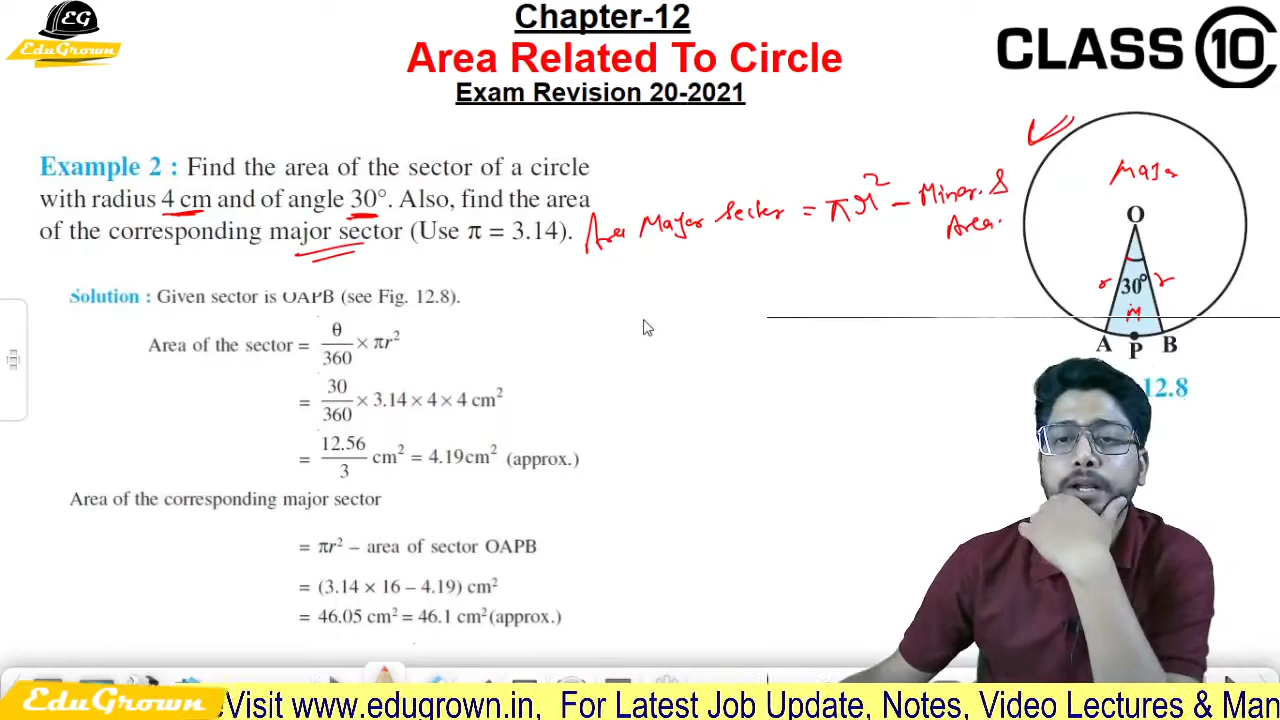 EG
EduGrown
Chapter-12
Area Related To Circle
Exam Revision 20-2021
CLASS 10
Example 2 : Find the area of the sector of a circle
with radius 4 cm and of angle 30°. Also, find the area
of the corresponding major sector (Use π = 3.14).
Area Major Sector = πr² – Minor. S
Area.
Major
O
r 30° r
M
A P B
12.8
Solution : Given sector is OAPB (see Fig. 12.8).
Area of the sector = θ/360 × πr²
= 30/360 × 3.14 × 4 × 4 cm²
= 12.56/3 cm² = 4.19cm² (approx.)
Area of the corresponding major sector
= πr² – area of sector OAPB
= (3.14 × 16 – 4.19) cm²
= 46.05 cm² = 46.1 cm²(approx.)
EduGrown
Visit www.edugrown.in, For Latest Job Update, Notes, Video Lectures & Man